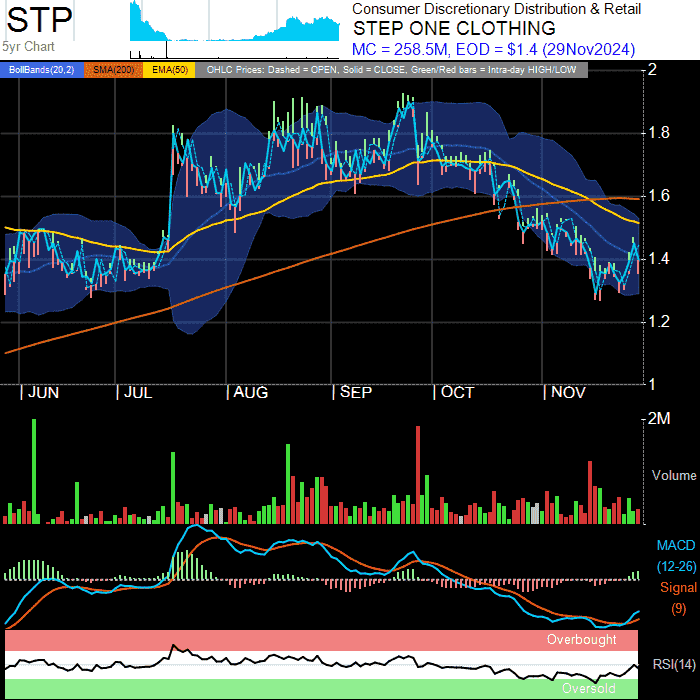 STP
5yr Chart
Consumer Discretionary Distribution & Retail
STEP ONE CLOTHING
MC = 258.5M, EOD = $1.4 (29Nov2024)
BollBands(20,2) SMA(200) EMA(50) OHLC Prices: Dashed = OPEN, Solid = CLOSE, Green/Red bars = Intra-day HIGH/LOW
2
1.8
1.6
1.4
1.2
1
| JUN | JUL | AUG | SEP | OCT | NOV
2M
Volume
MACD
(12-26)
Signal
(9)
Overbought
RSI(14)
Oversold